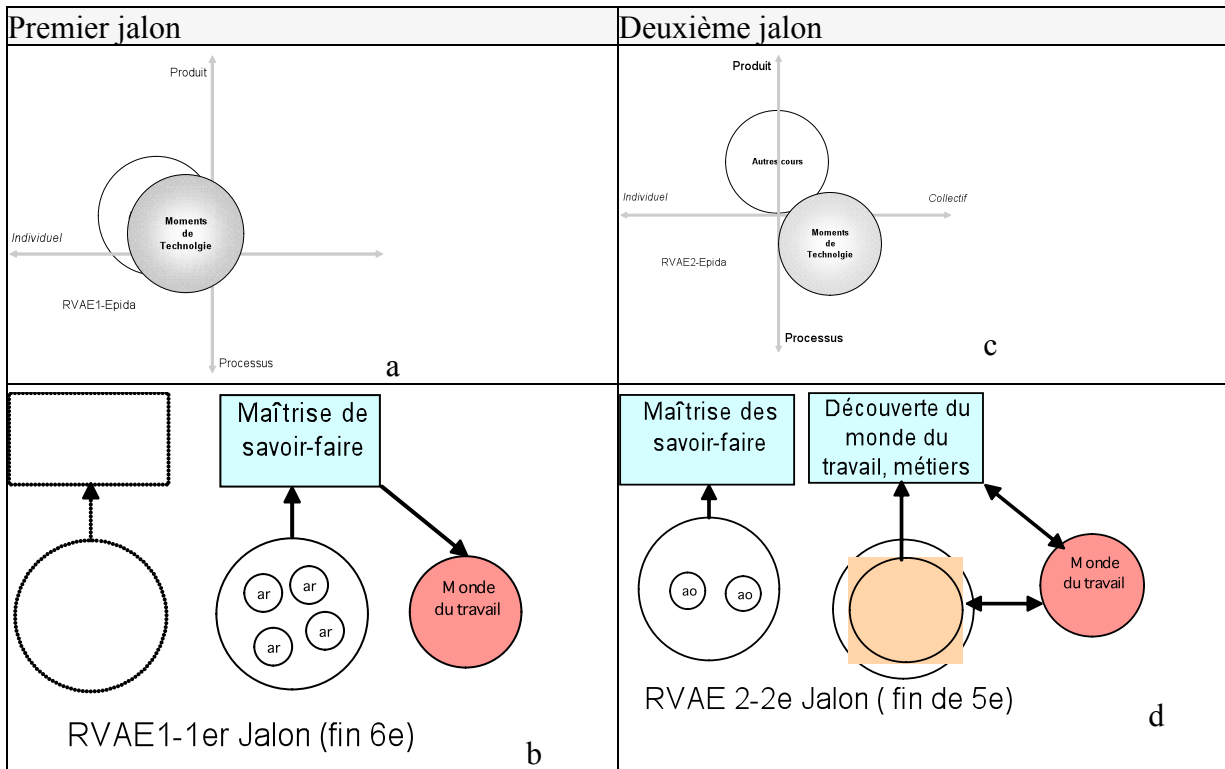 Premier jalon
Deuxième jalon
Produit
Moments
de
Technolgie
Individuel
RVAE1-Epida
Processus
a
Produit
Autres cours
Individuel
Collectif
Moments
de
Technolgie
RVAE2-Epida
Processus
c
Maîtrise de
savoir-faire
ar
ar
ar
ar
Monde
du travail
RVAE1-1er Jalon (fin 6e)
b
Maîtrise des
savoir-faire
Découverte du
monde du
travail, métiers
ao
ao
Monde
du travail
RVAE 2-2e Jalon ( fin de 5e)
d